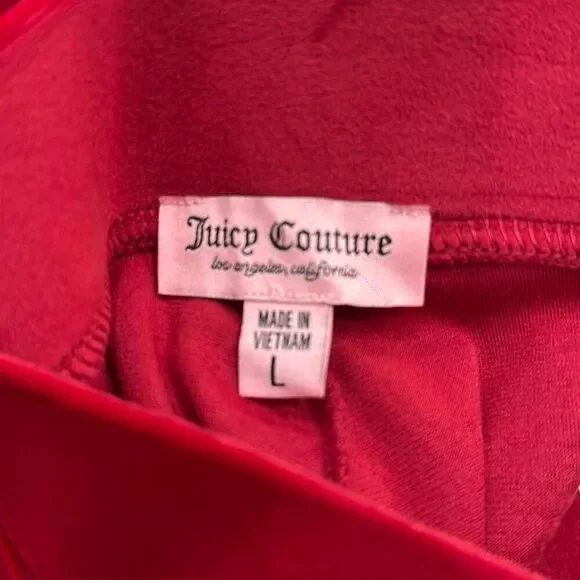 Juicy Couture
los angeles, california
MADE IN
VIETNAM
L